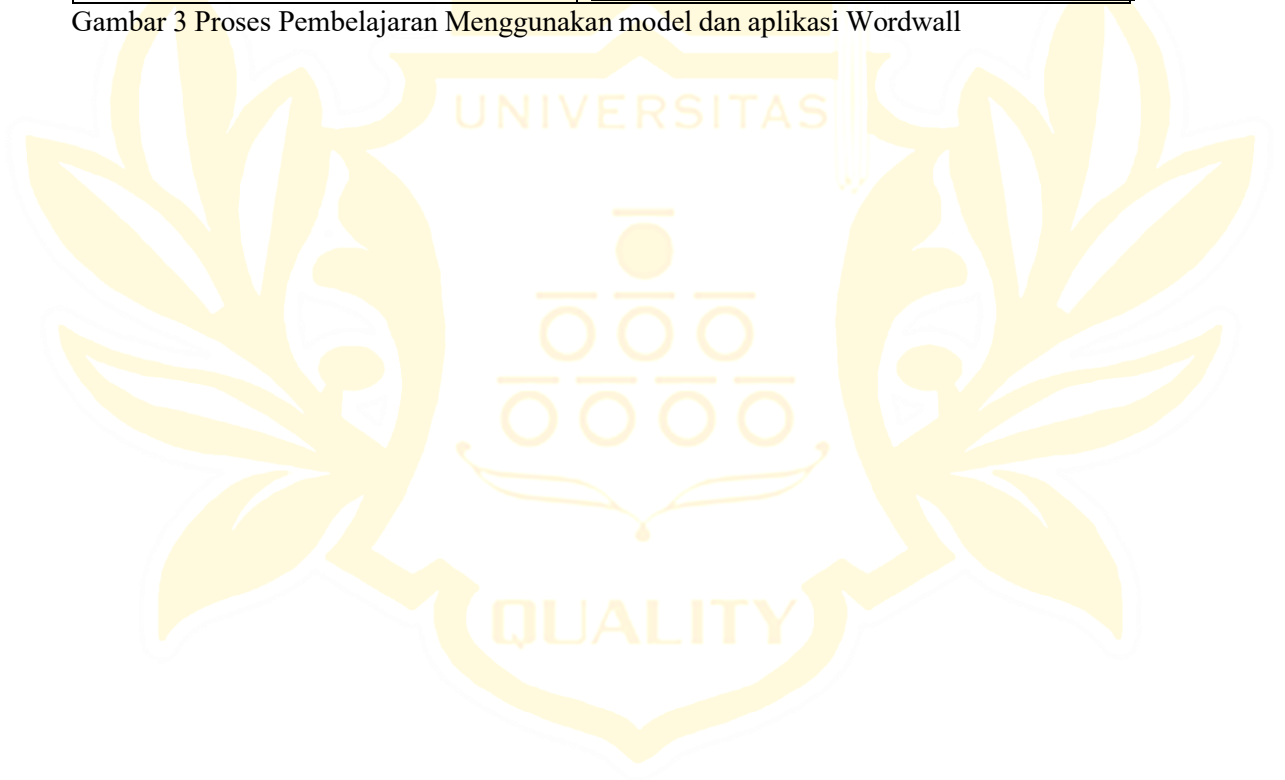 Gambar 3 Proses Pembelajaran Menggunakan model dan aplikasi Wordwall
UNIVERSITAS
QUALITY